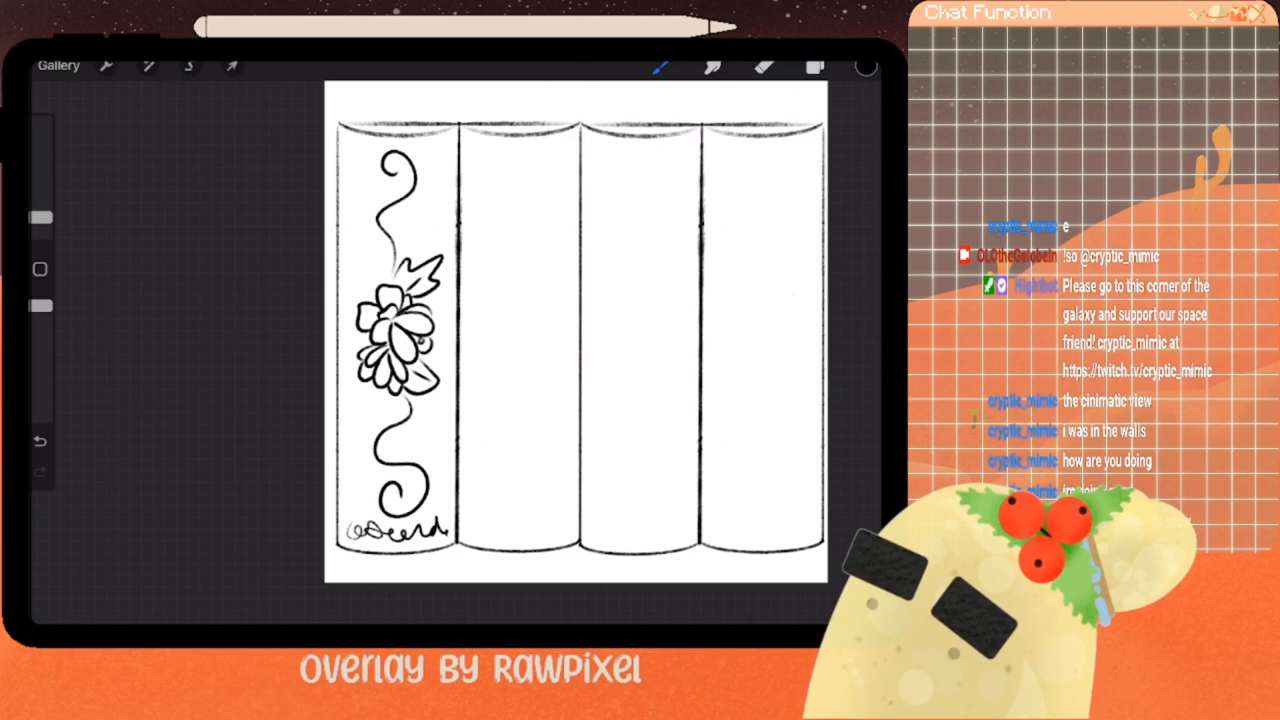 Chat Function
Gallery
cryptic_mimic e
OLOtheGolobein !so @cryptic_mimic
Nightbot Please go to this corner of the
galaxy and support our space
friend! cryptic_mimic at
https://twitch.tv/cryptic_mimic
cryptic_mimic the cinimatic view
cryptic_mimic i was in the walls
cryptic_mimic how are you doing
OVERLAY BY RAWPIXEL